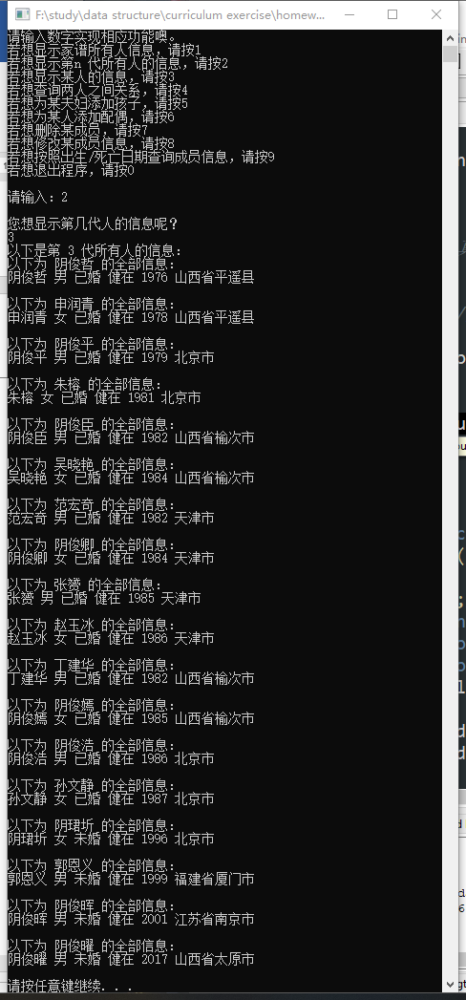 F:\study\data structure\curriculum exercise\homew...
请输入数字实现相应功能噢。
若想显示家谱所有人信息，请按1
若想显示第n 代所有人的信息，请按2
若想显示某人的信息，请按3
若想查询两人之间关系，请按4
若想为某夫妇添加孩子，请按5
若想为某人添加配偶，请按6
若想删除某成员，请按7
若想修改某成员信息，请按8
若想按照出生/死亡日期查询成员信息，请按9
若想退出程序，请按0
请输入：2
您想显示第几代人的信息呢？
3
以下是第 3 代所有人的信息：
以下为 阴俊哲 的全部信息：
阴俊哲 男 已婚 健在 1976 山西省平遥县
以下为 申润青 的全部信息：
申润青 女 已婚 健在 1978 山西省平遥县
以下为 阴俊平 的全部信息：
阴俊平 男 已婚 健在 1979 北京市
以下为 朱榕 的全部信息：
朱榕 女 已婚 健在 1981 北京市
以下为 阴俊臣 的全部信息：
阴俊臣 男 已婚 健在 1982 山西省榆次市
以下为 吴晓艳 的全部信息：
吴晓艳 女 已婚 健在 1984 山西省榆次市
以下为 范宏奇 的全部信息：
范宏奇 男 已婚 健在 1982 天津市
以下为 阴俊卿 的全部信息：
阴俊卿 女 已婚 健在 1984 天津市
以下为 张赟 的全部信息：
张赟 男 已婚 健在 1985 天津市
以下为 赵玉冰 的全部信息：
赵玉冰 女 已婚 健在 1986 天津市
以下为 丁建华 的全部信息：
丁建华 男 已婚 健在 1982 山西省榆次市
以下为 阴俊嫣 的全部信息：
阴俊嫣 女 已婚 健在 1985 山西省榆次市
以下为 阴俊浩 的全部信息：
阴俊浩 男 已婚 健在 1986 北京市
以下为 孙文静 的全部信息：
孙文静 女 已婚 健在 1987 北京市
以下为 阴珺圻 的全部信息：
阴珺圻 女 未婚 健在 1996 北京市
以下为 郭恩义 的全部信息：
郭恩义 男 未婚 健在 1999 福建省厦门市
以下为 阴俊晖 的全部信息：
阴俊晖 男 未婚 健在 2001 江苏省南京市
以下为 阴俊曜 的全部信息：
阴俊曜 男 未婚 健在 2017 山西省太原市
请按任意键继续. . .